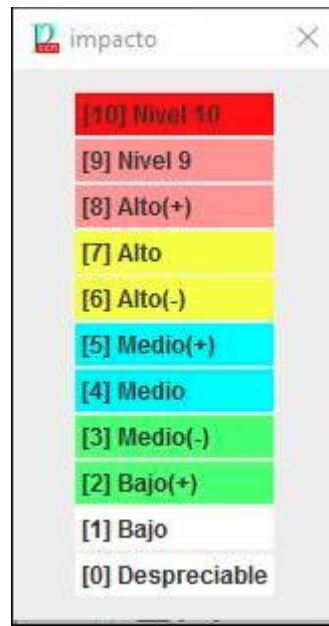 impacto
[10] Nivel 10
[9] Nivel 9
[8] Alto(+)
[7] Alto
[6] Alto(-)
[5] Medio(+)
[4] Medio
[3] Medio(-)
[2] Bajo(+)
[1] Bajo
[0] Despreciable